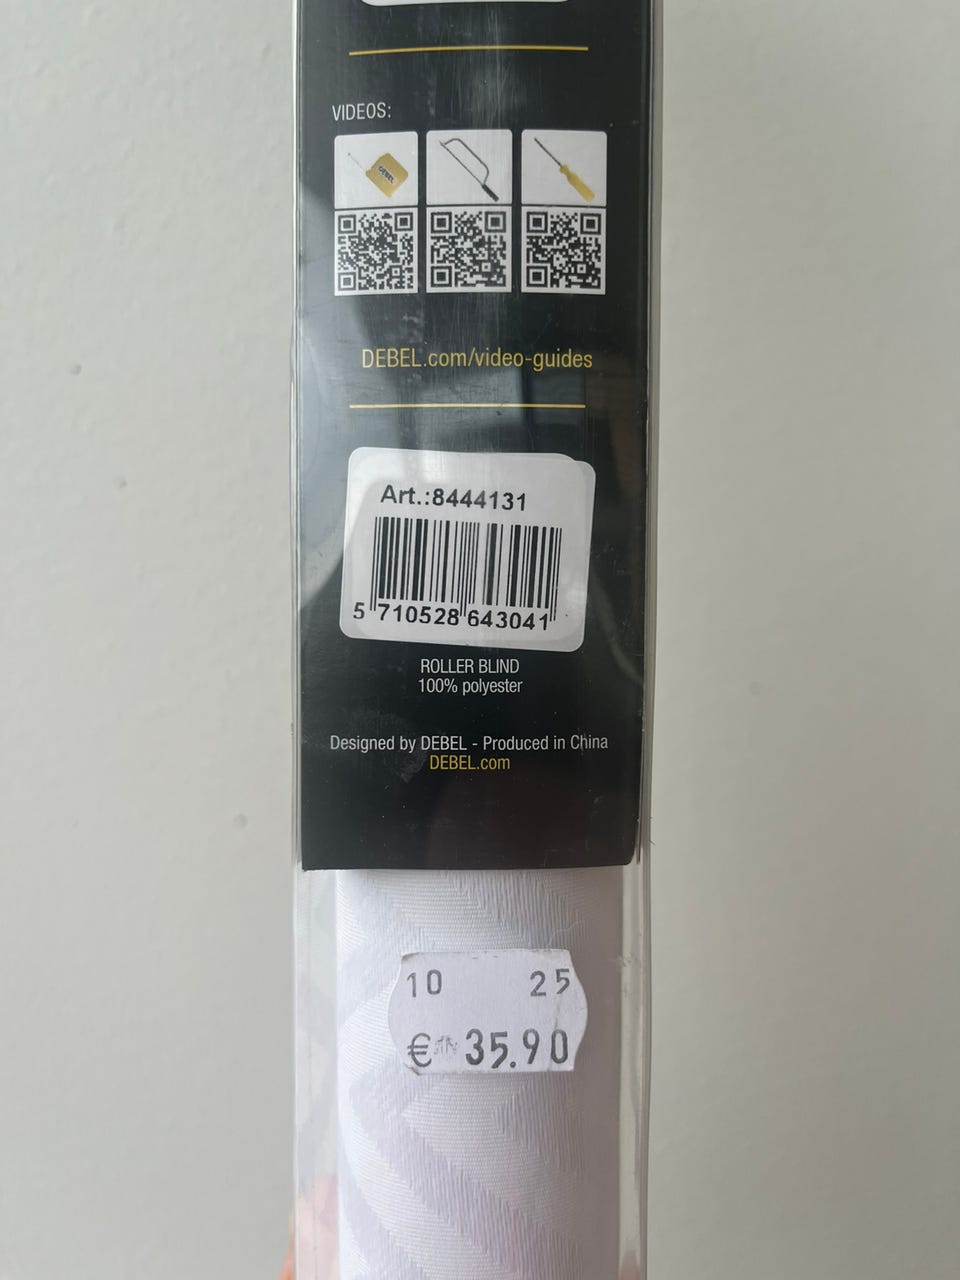 VIDEOS:
DEBEL
DEBEL.com/video-guides
Art.:8444131
5 710528 643041
ROLLER BLIND
100% polyester
Designed by DEBEL - Produced in China
DEBEL.com
10 25
€ 35.90